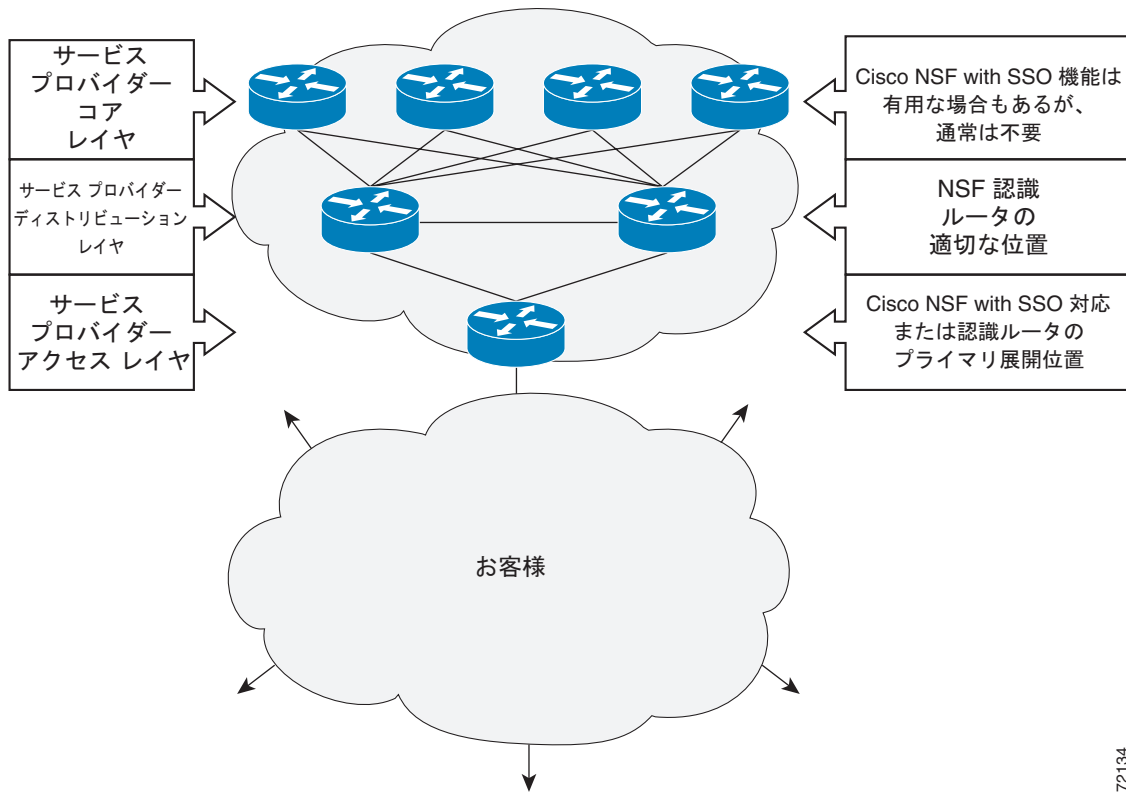 サービス
プロバイダー
コア
レイヤ
Cisco NSF with SSO 機能は
有用な場合もあるが、
通常は不要
サービス プロバイダー
ディストリビューション
レイヤ
NSF 認識
ルータの
適切な位置
サービス
プロバイダー
アクセス レイヤ
Cisco NSF with SSO 対応
または認識ルータの
プライマリ展開位置
お客様
72134